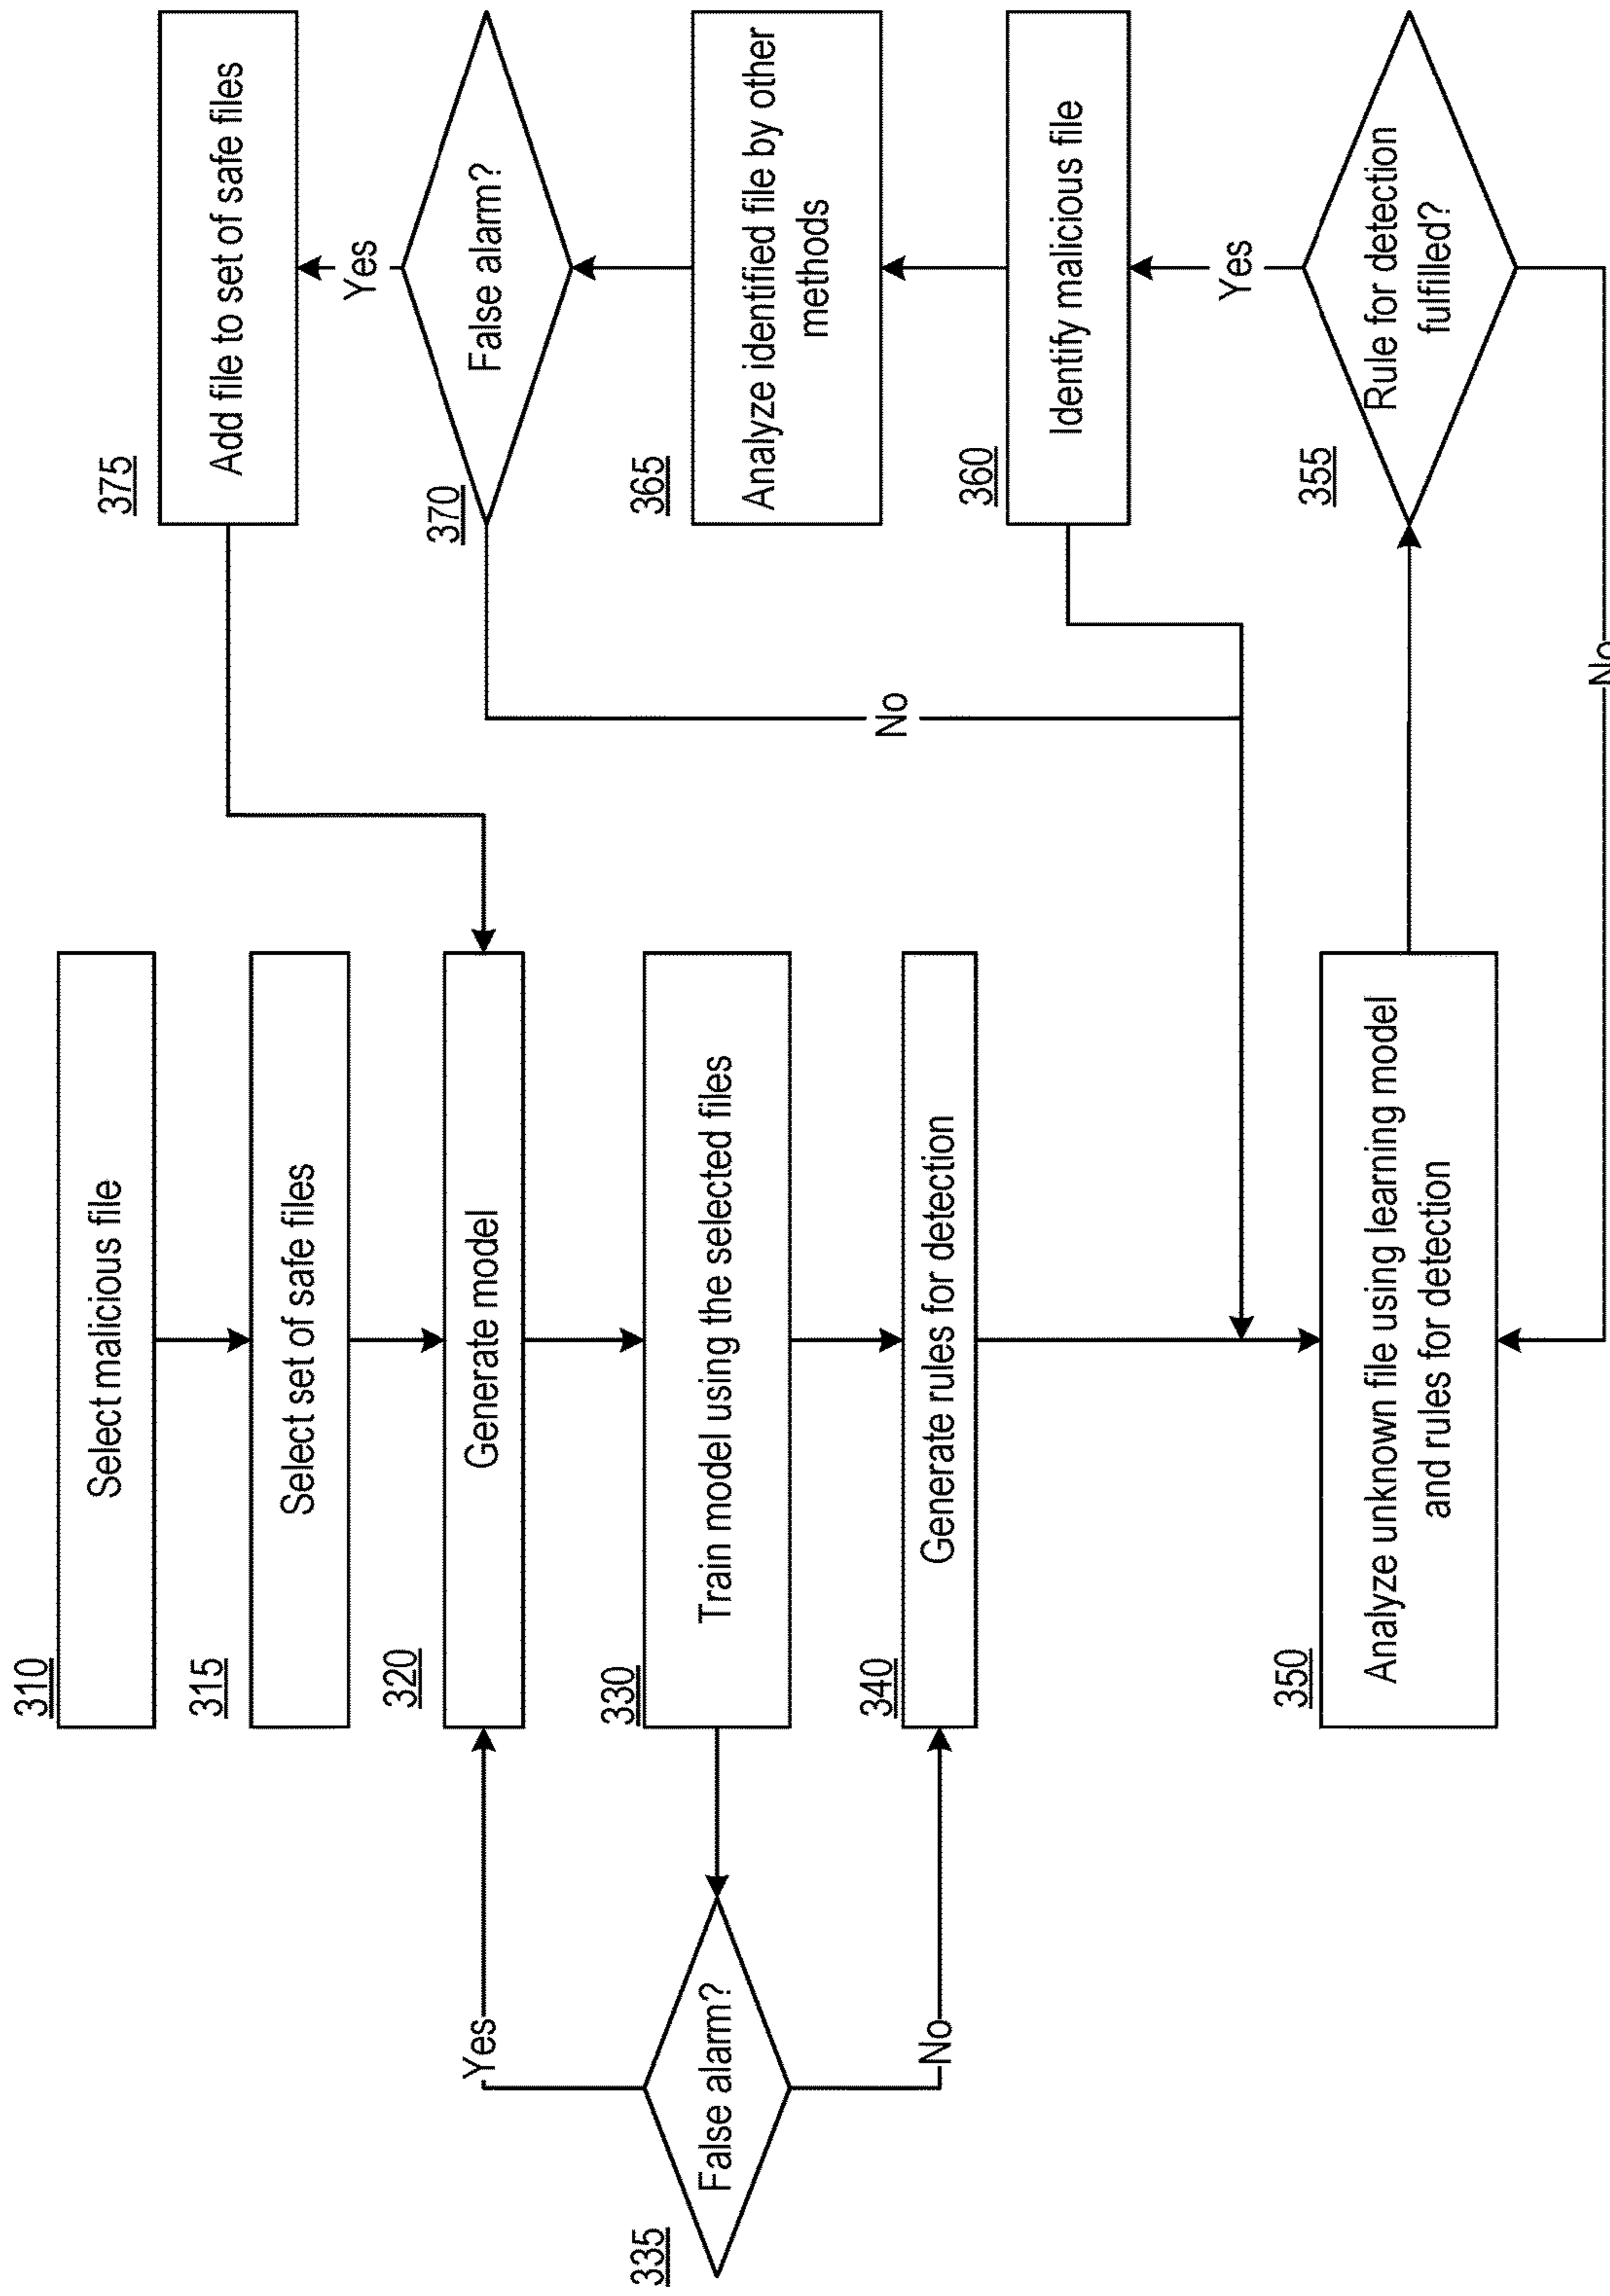 310
Select malicious file
315
Select set of safe files
320
Generate model
330
Train model using the selected files
335
False alarm?
Yes
No
340
Generate rules for detection
350
Analyze unknown file using learning model
and rules for detection
355
Rule for detection
fulfilled?
No
Yes
360
Identify malicious file
365
Analyze identified file by other
methods
370
False alarm?
No
Yes
375
Add file to set of safe files